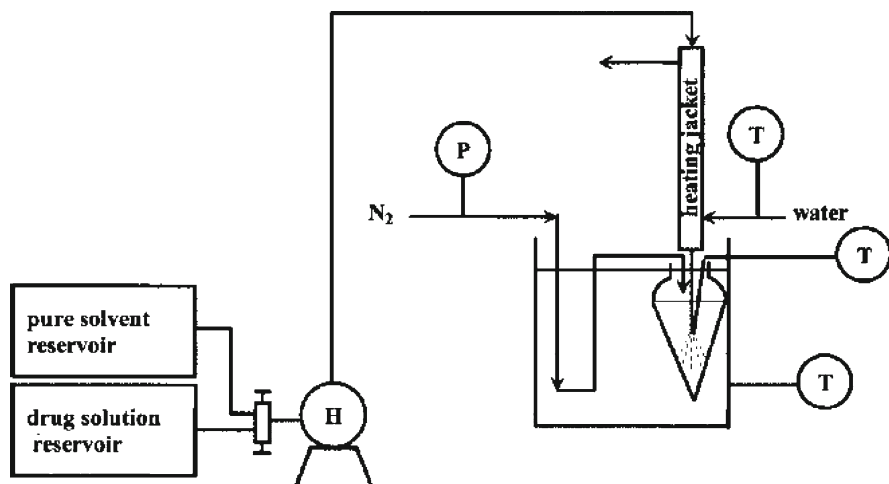 heating jacket
P
T
N₂
water
T
pure solvent
reservoir
T
drug solution
reservoir
H